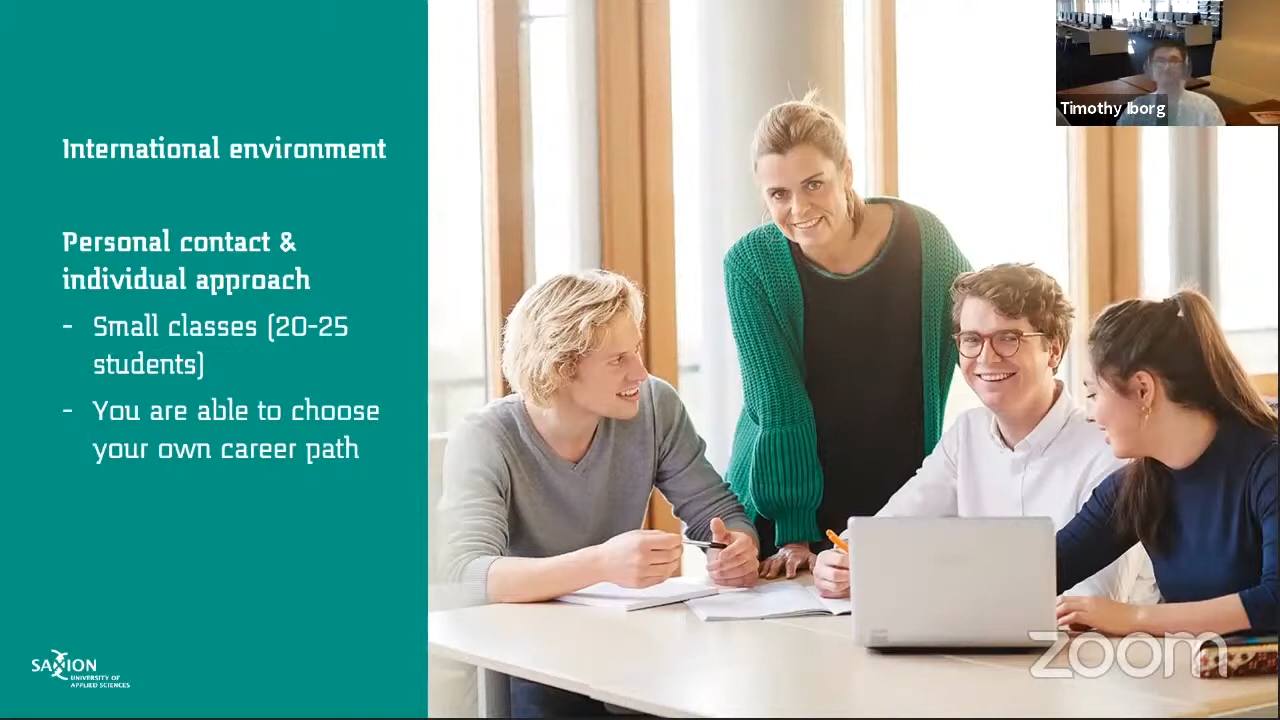 International environment
Personal contact &
individual approach
- Small classes (20-25
students)
- You are able to choose
your own career path
SAXION
UNIVERSITY OF
APPLIED SCIENCES
Timothy Iborg
zoom